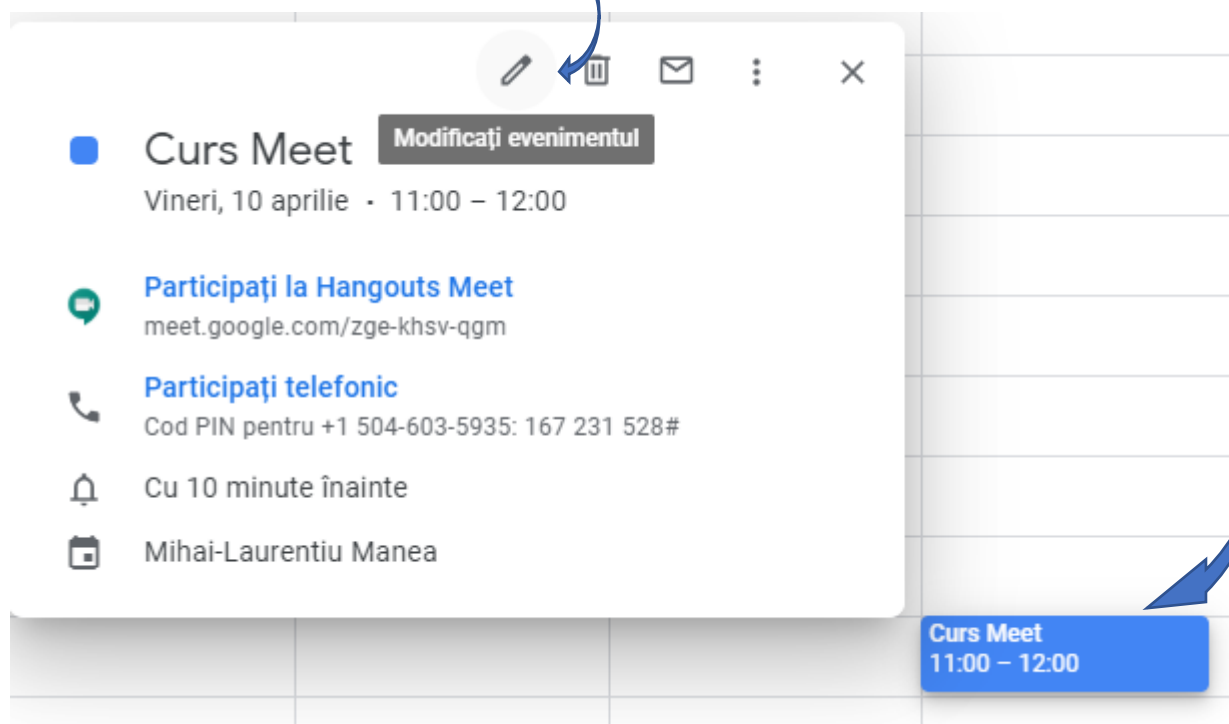 Modificați evenimentul
Curs Meet
Vineri, 10 aprilie • 11:00 – 12:00
Participați la Hangouts Meet
meet.google.com/zge-khsv-qgm
Participați telefonic
Cod PIN pentru +1 504-603-5935: 167 231 528#
Cu 10 minute înainte
Mihai-Laurentiu Manea
Curs Meet
11:00 – 12:00